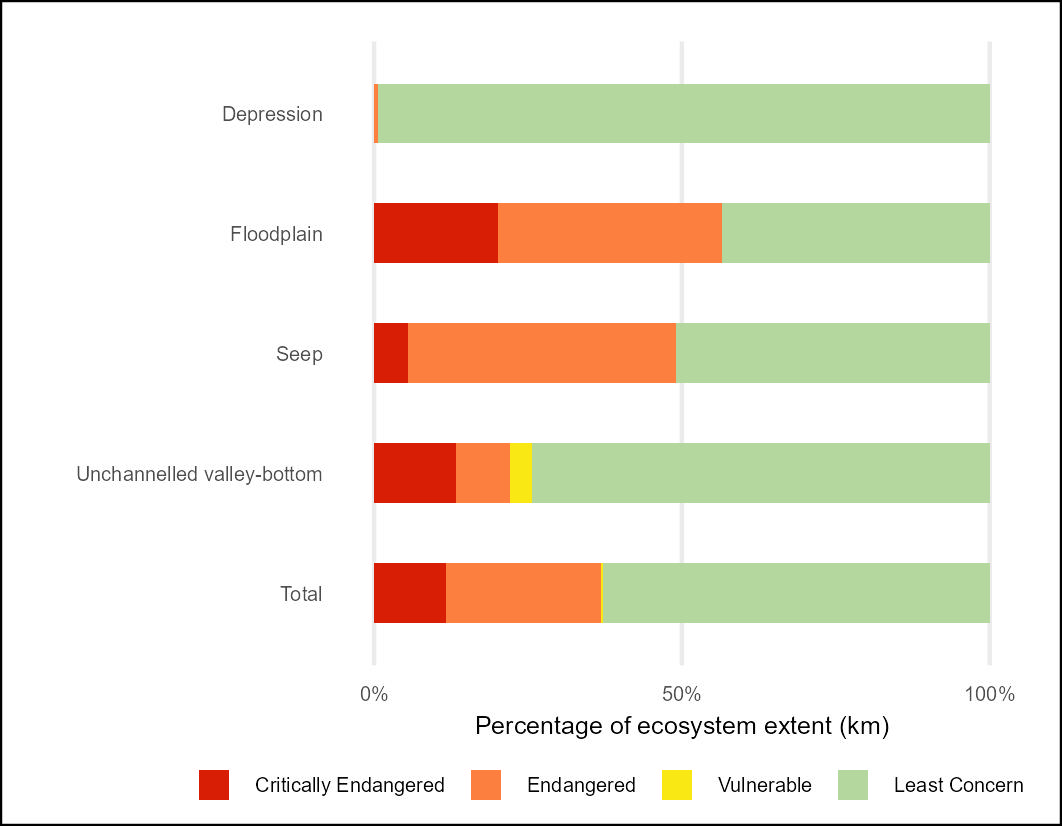 Depression
Floodplain
Seep
Unchannelled valley-bottom
Total
0% 50% 100%
Percentage of ecosystem extent (km)
Critically Endangered Endangered Vulnerable Least Concern